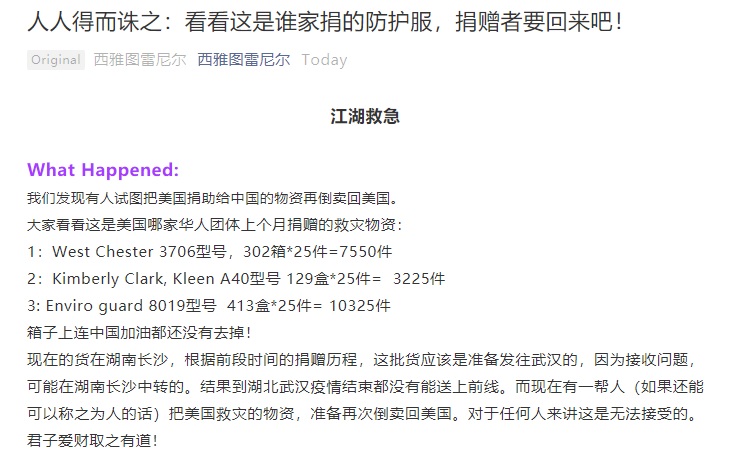 人人得而诛之：看看这是谁家捐的防护服，捐赠者要回来吧！
Original 西雅图雷尼尔 西雅图雷尼尔 Today
江湖救急
What Happened:
我们发现有人试图把美国捐助给中国的物资再倒卖回美国。
大家看看这是美国哪家华人团体上个月捐赠的救灾物资：
1：West Chester 3706型号，302箱*25件=7550件
2：Kimberly Clark, Kleen A40型号 129盒*25件= 3225件
3: Enviro guard 8019型号 413盒*25件= 10325件
箱子上连中国加油都还没有去掉！
现在的货在湖南长沙，根据前段时间的捐赠历程，这批货应该是准备发往武汉的，因为接收问题，
可能在湖南长沙中转的。结果到湖北武汉疫情结束都没有能送上前线。而现在有一帮人（如果还能
可以称之为人的话）把美国救灾的物资，准备再次倒卖回美国。对于任何人来讲这是无法接受的。
君子爱财取之有道！